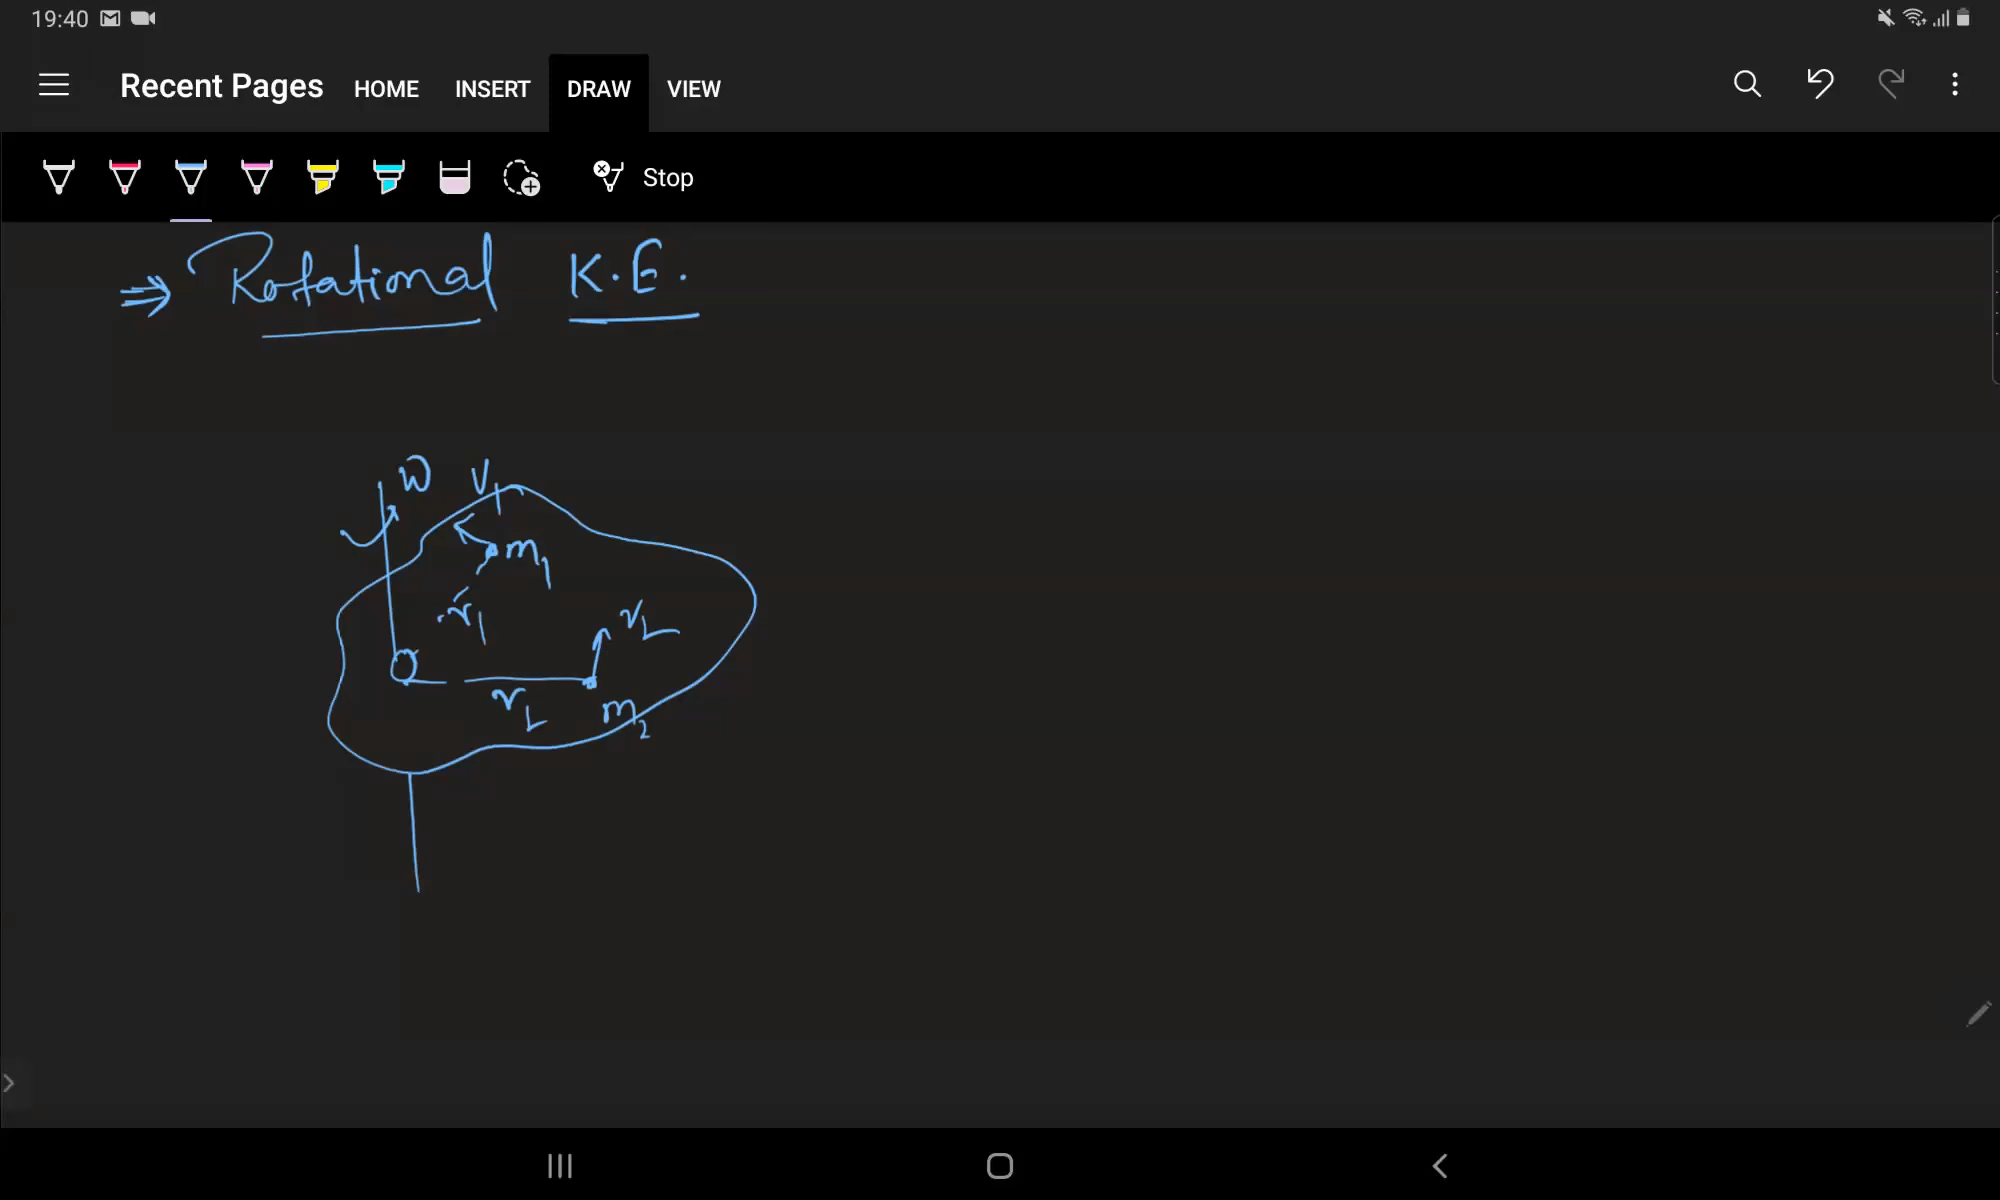 19:40
Recent Pages HOME INSERT DRAW VIEW
Stop
⇒ Rotational K.E.
ω V₁
m₁
r₁ v₂
r₂ m₂